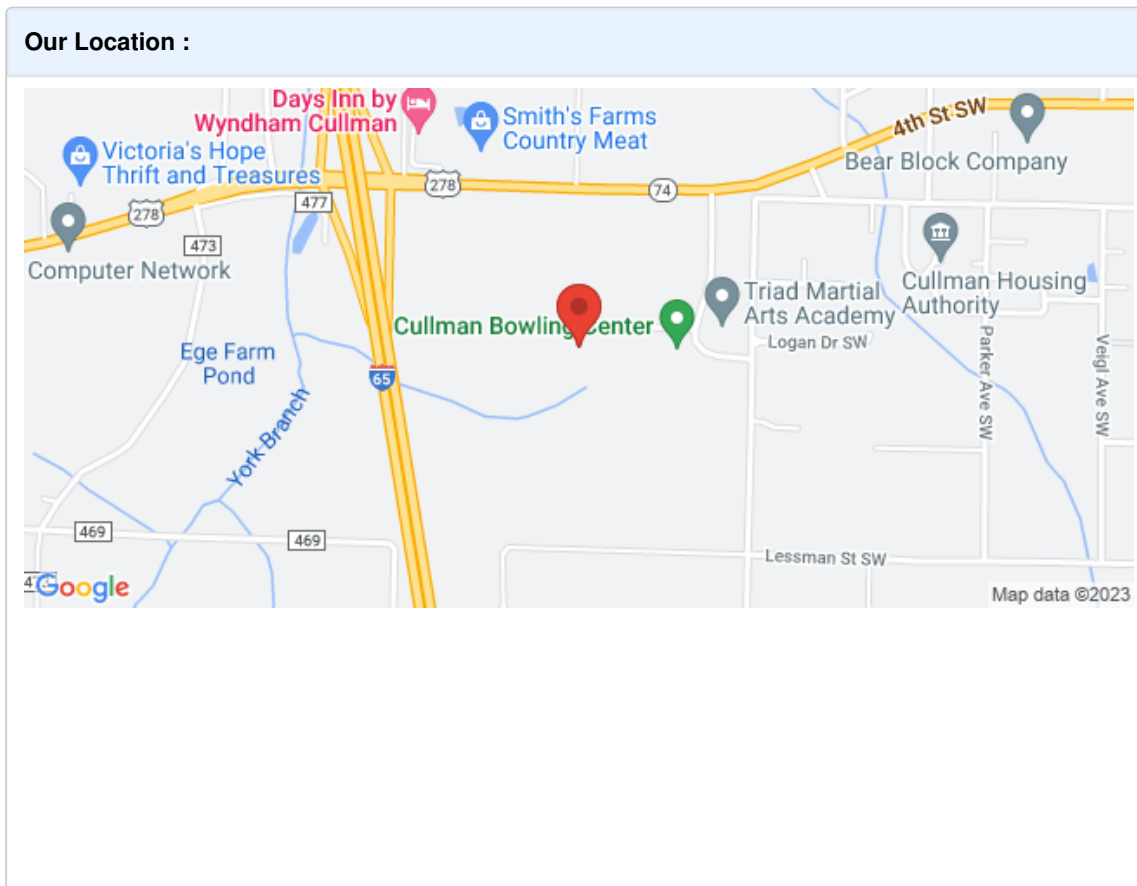 Our Location :
Days Inn by
Wyndham Cullman
Smith's Farms
Country Meat
4th St SW
Bear Block Company
Victoria's Hope
Thrift and Treasures
278
74
477
278
473
Computer Network
Cullman Housing
Authority
Triad Martial
Arts Academy
Cullman Bowling Center
Logan Dr SW
Parker Ave SW
Veigl Ave SW
Ege Farm
Pond
65
York Branch
469
469
Lessman St SW
Google
Map data ©2023